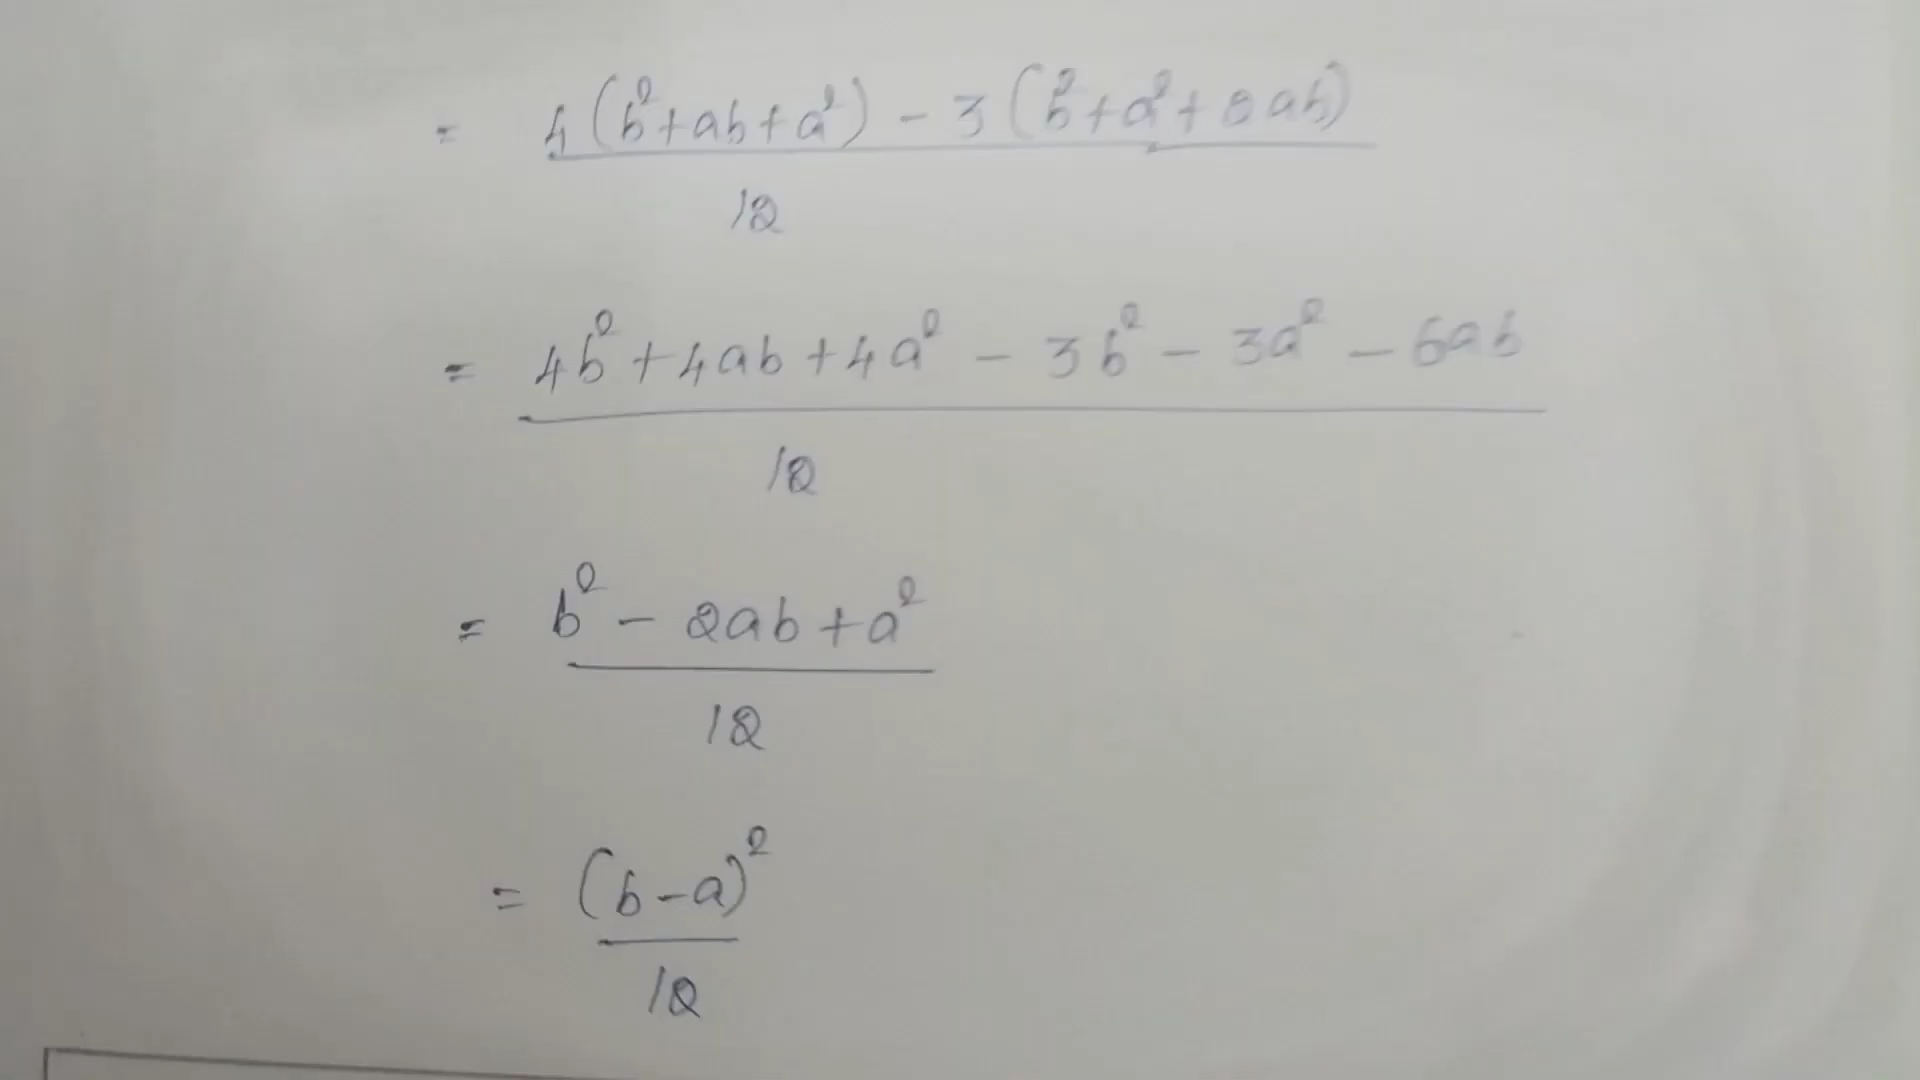 = 4(b²+ab+a²) - 3(b²+a²+2ab)
12
= 4b²+4ab+4a² - 3b² - 3a² - 6ab
12
= b² - 2ab+a²
12
= (b-a)²
12